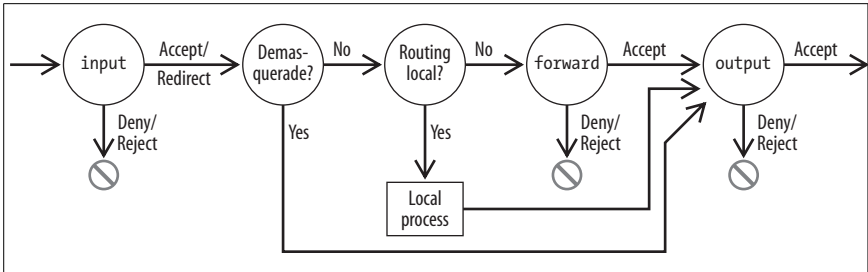 input
Accept/
Redirect
Demas-
querade?
No
Routing
local?
No
forward
Accept
output
Accept
Deny/
Reject
Yes
Yes
Deny/
Reject
Deny/
Reject
Local
process